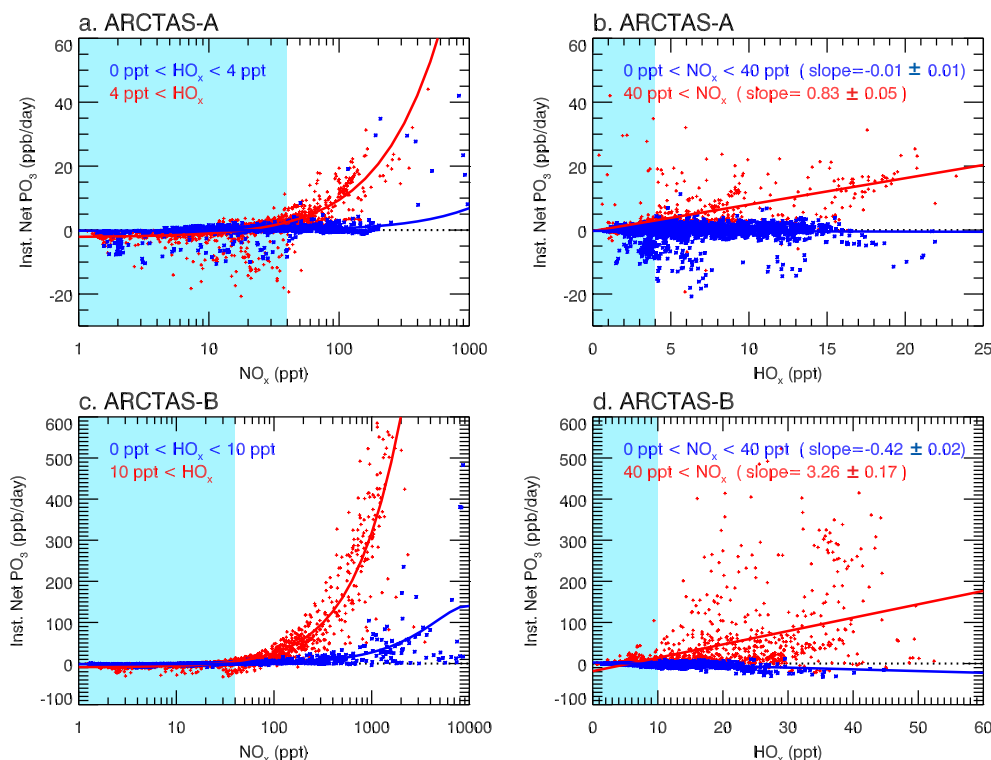 a. ARCTAS-A
0 ppt < HOₓ < 4 ppt
4 ppt < HOₓ
Inst. Net PO₃ (ppb/day)
60
40
20
0
-20
1 10 100 1000
NOₓ (ppt)
b. ARCTAS-A
0 ppt < NOₓ < 40 ppt ( slope=-0.01 ± 0.01)
40 ppt < NOₓ ( slope= 0.83 ± 0.05)
Inst. Net PO₃ (ppb/day)
60
40
20
0
-20
0 5 10 15 20 25
HOₓ (ppt)
c. ARCTAS-B
0 ppt < HOₓ < 10 ppt
10 ppt < HOₓ
Inst. Net PO₃ (ppb/day)
600
500
400
300
200
100
0
-100
1 10 100 1000 10000
NOₓ (ppt)
d. ARCTAS-B
0 ppt < NOₓ < 40 ppt ( slope=-0.42 ± 0.02)
40 ppt < NOₓ ( slope= 3.26 ± 0.17)
Inst. Net PO₃ (ppb/day)
600
500
400
300
200
100
0
-100
0 10 20 30 40 50 60
HOₓ (ppt)